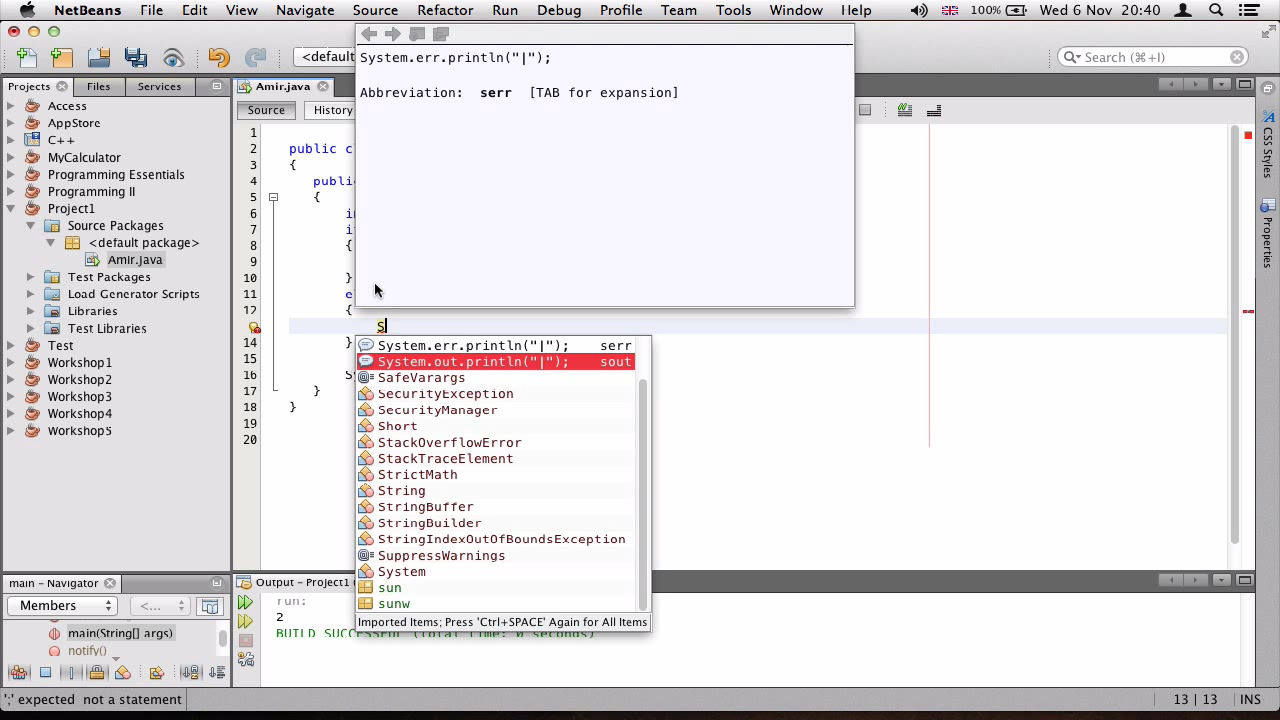 NetBeans File Edit View Navigate Source Refactor Run Debug Profile Team Tools Window Help 100% Wed 6 Nov 20:40
<default
Search (⌘+I)
Projects Files Services
Amir.java
Source History
Access
AppStore
C++
MyCalculator
Programming Essentials
Programming II
Project1
Source Packages
<default package>
Amir.java
Test Packages
Load Generator Scripts
Libraries
Test Libraries
Test
Workshop1
Workshop2
Workshop3
Workshop4
Workshop5
System.err.println("|");
Abbreviation: serr [TAB for expansion]
1
2 public c
3 {
4 publi
5 {
6 in
7 i
8 {
9
10 }
11 e
12 {
S
14 }
15
16 S
17 }
18 }
19
20
System.err.println("|"); serr
System.out.println("|"); sout
SafeVarargs
SecurityException
SecurityManager
Short
StackOverflowError
StackTraceElement
StrictMath
String
StringBuffer
StringBuilder
StringIndexOutOfBoundsException
SuppressWarnings
System
sun
sunw
Imported Items; Press 'Ctrl+SPACE' Again for All Items
CSS Styles
Properties
main – Navigator
Members
<...
main(String[] args)
notify()
Output – Project1
run:
2
BUILD SUCCESSFUL (total time: 0 seconds)
';' expected not a statement
13 | 13 INS